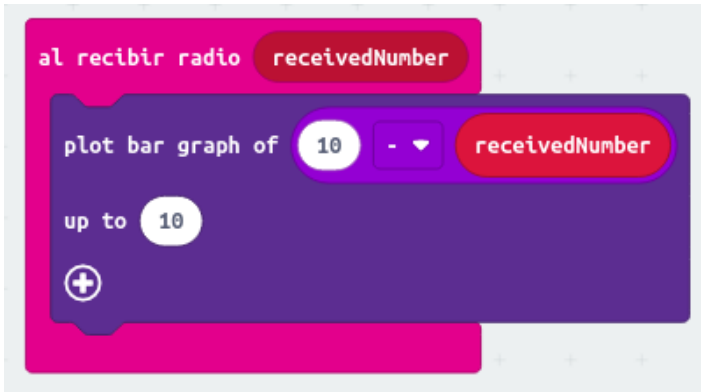 al recibir radio receivedNumber
plot bar graph of 10 - receivedNumber
up to 10